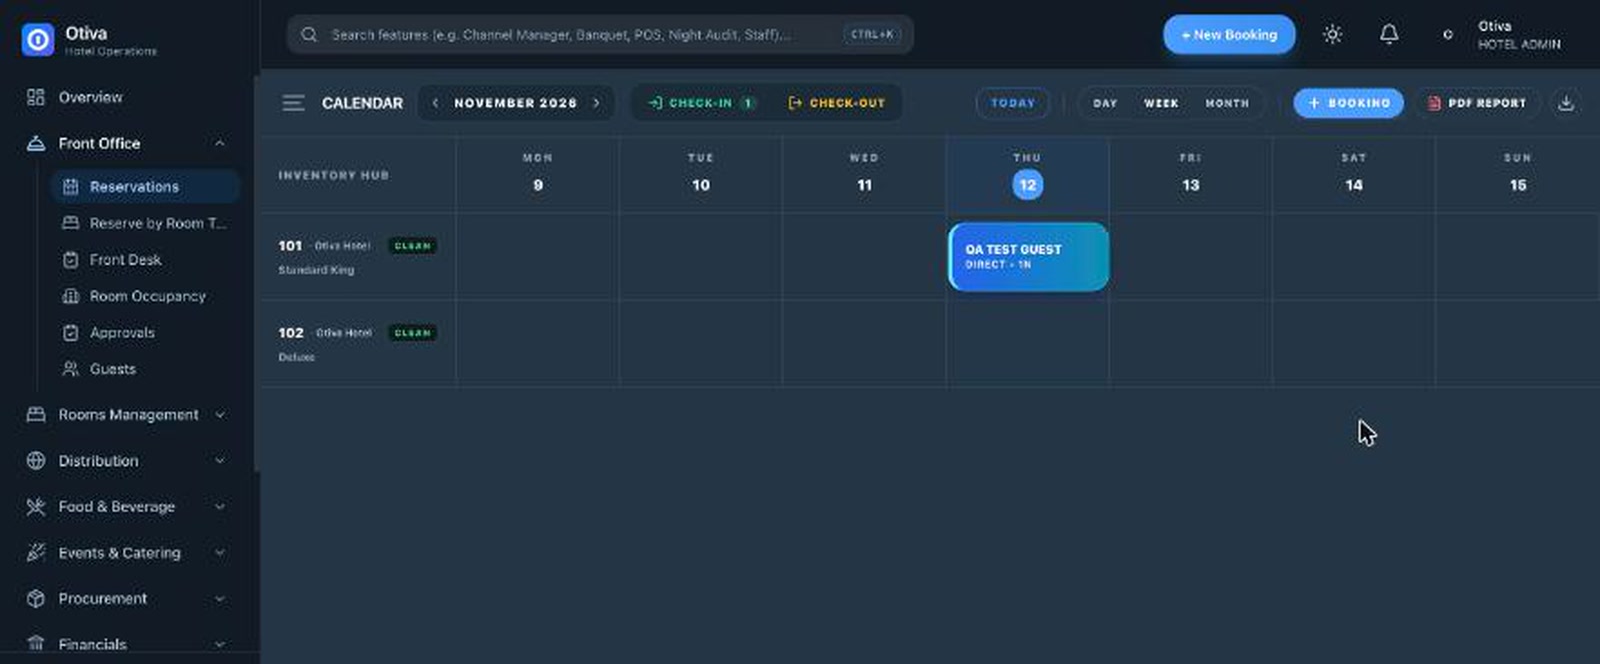 Otiva
Hotel Operations
Search features (e.g. Channel Manager, Banquet, POS, Night Audit, Staff)...
CTRL+K
+ New Booking
Otiva
HOTEL ADMIN
Overview
Front Office
Reservations
Reserve by Room T...
Front Desk
Room Occupancy
Approvals
Guests
Rooms Management
Distribution
Food & Beverage
Events & Catering
Procurement
Financials
CALENDAR
< NOVEMBER 2026 >
CHECK-IN 1
CHECK-OUT
TODAY
DAY WEEK MONTH
+ BOOKING
PDF REPORT
INVENTORY HUB
MON TUE WED THU FRI SAT SUN
9 10 11 12 13 14 15
101 · Otiva Hotel CLEAN
Standard King
QA TEST GUEST
DIRECT • 1N
102 · Otiva Hotel CLEAN
Deluxe